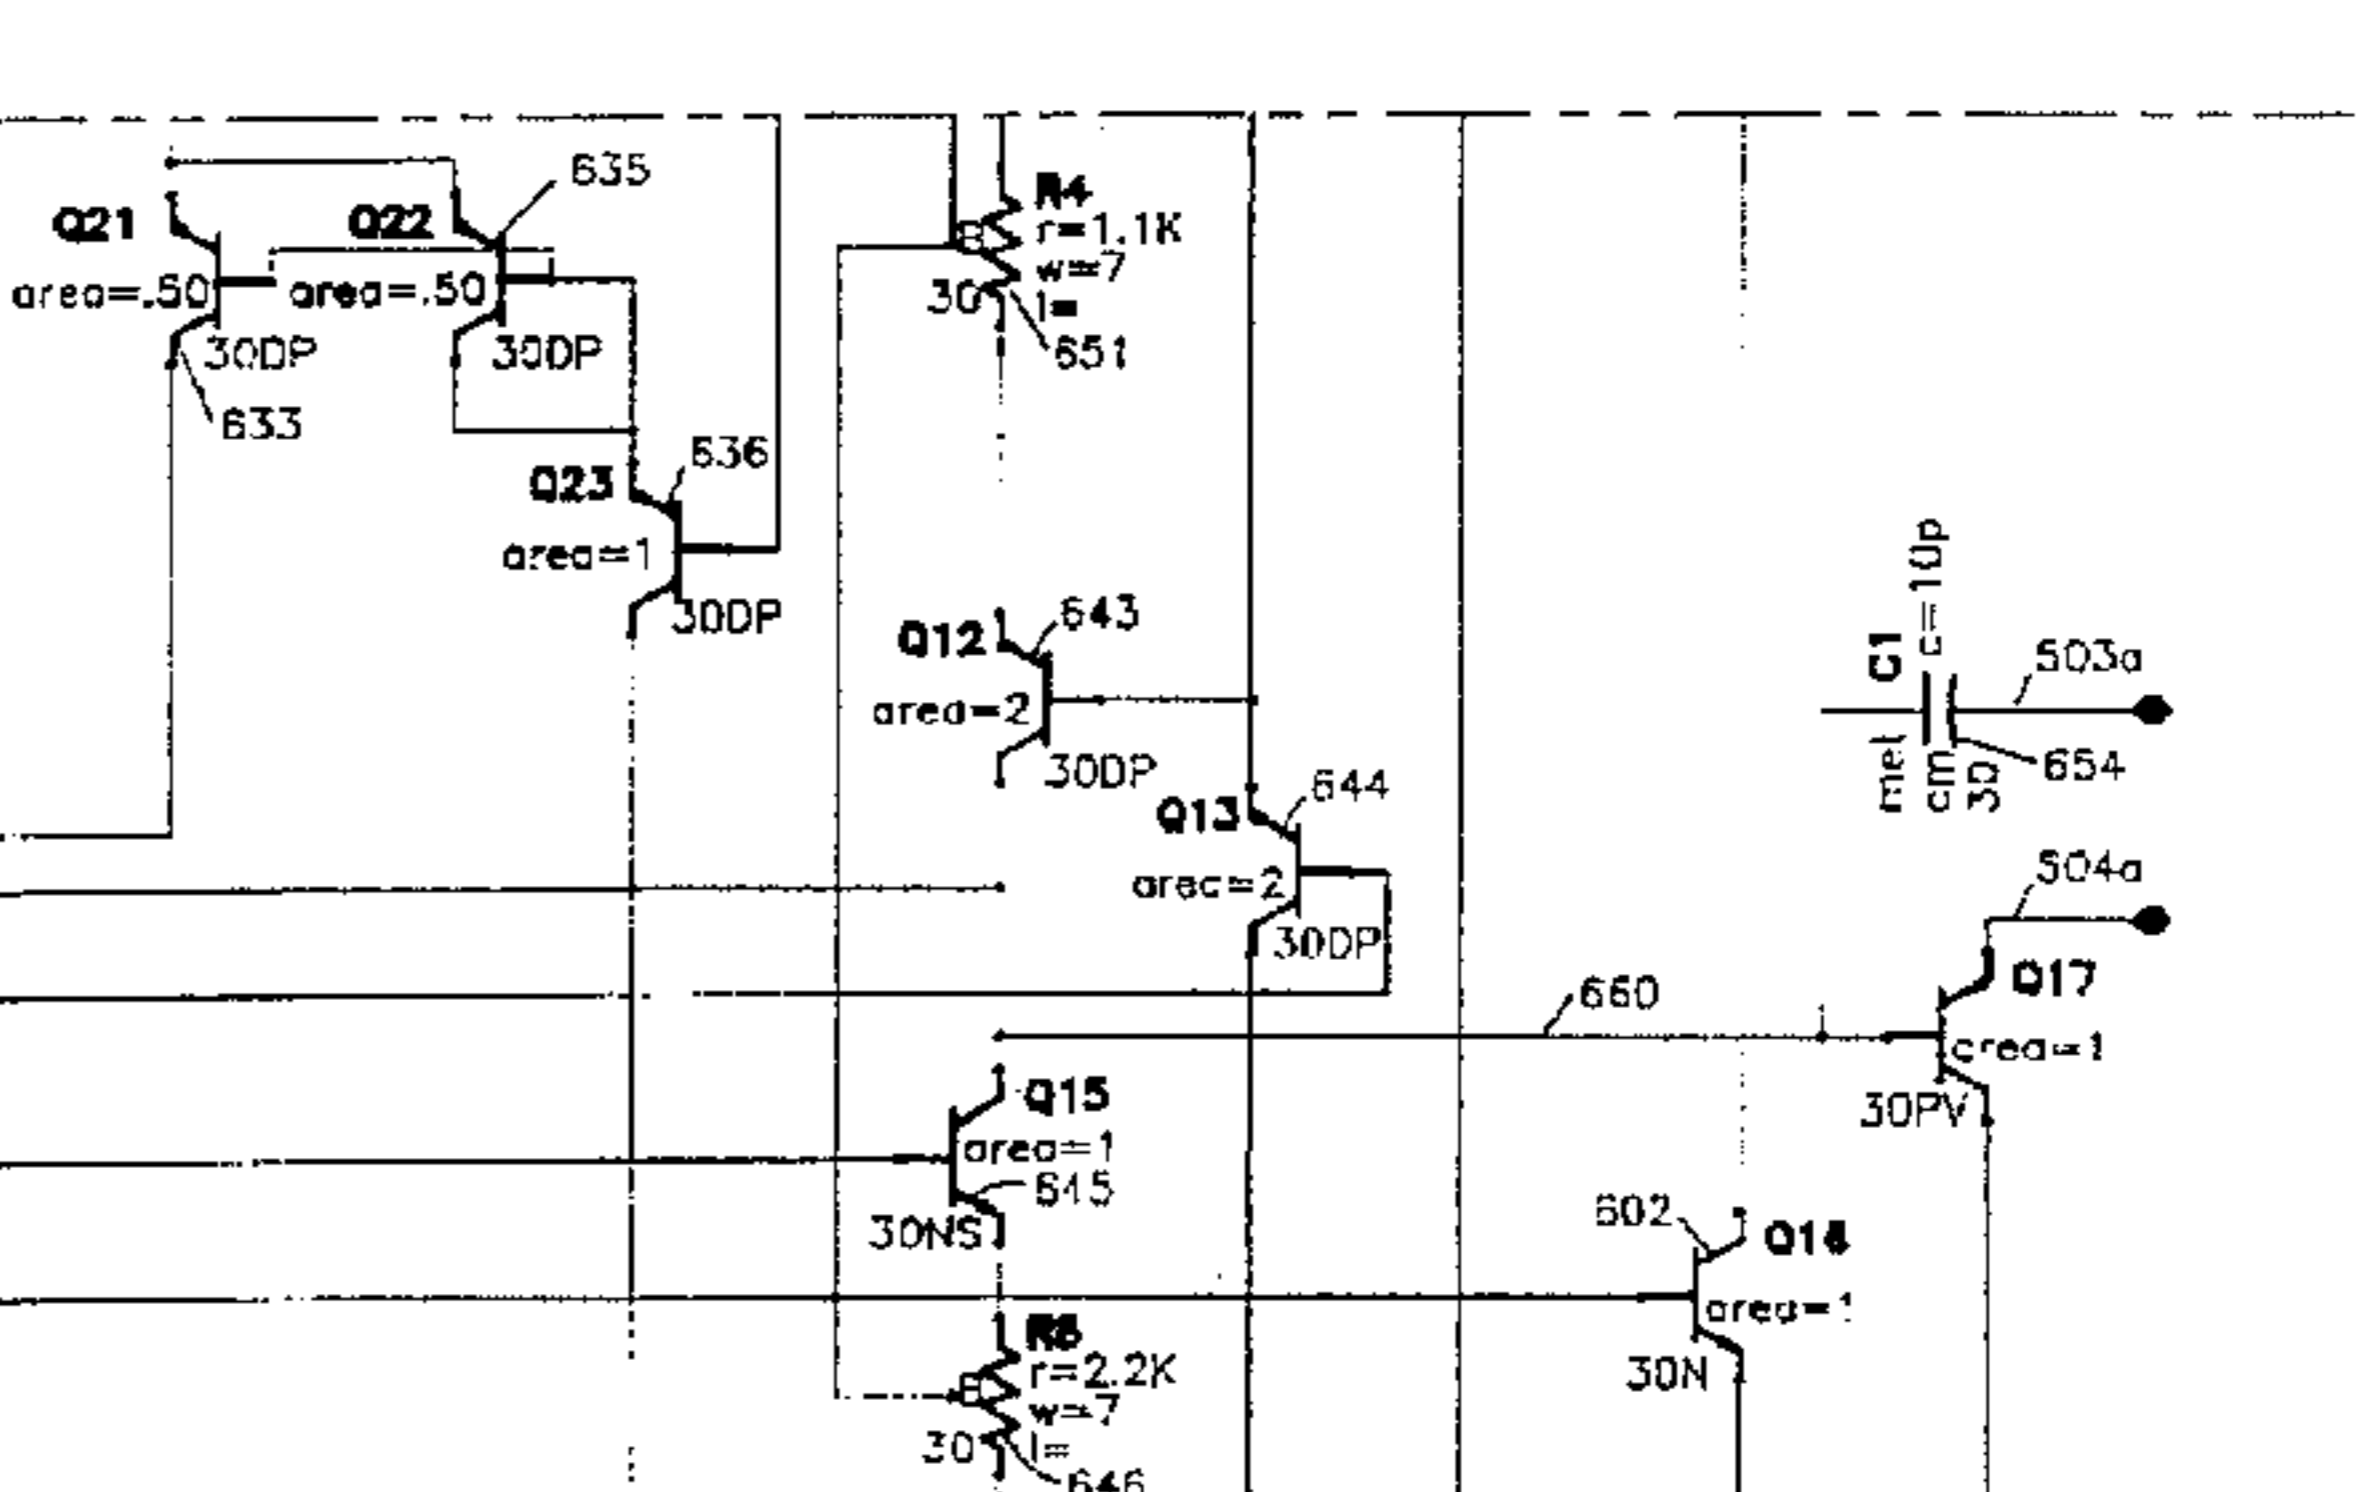 635
Q21
Q22
area=.50
area=.50
30DP
30DP
633
R4
r=1.1K
w=7
l=
30
B
651
636
Q23
area=1
30DP
643
Q12
area=2
30DP
644
Q13
area=2
30DP
C1
c=10p
503a
654
met
cm
3D
504a
Q17
area=1
30PV
660
Q15
area=1
645
30NS
602
area=1
30N
r=2.2K
w=7
l=
30
646